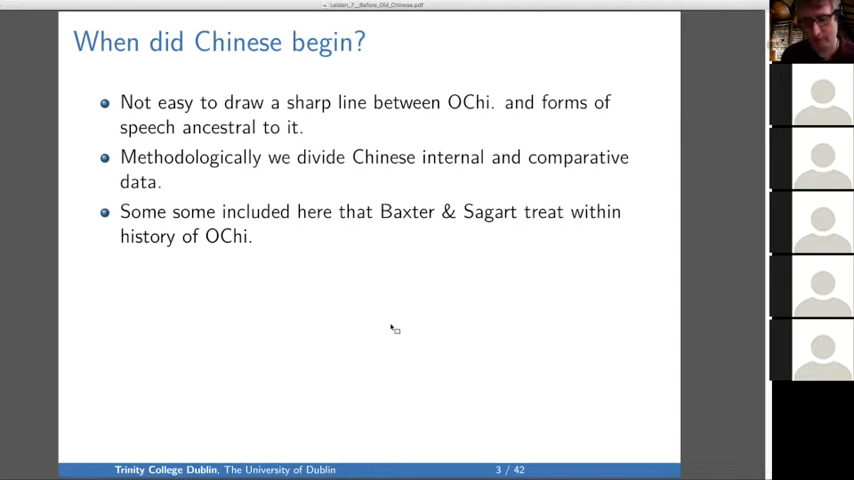 Leiden_7__Before_Old_Chinese.pdf
When did Chinese begin?
Not easy to draw a sharp line between OChi. and forms of
speech ancestral to it.
Methodologically we divide Chinese internal and comparative
data.
Some some included here that Baxter & Sagart treat within
history of OChi.
Trinity College Dublin, The University of Dublin
3 / 42